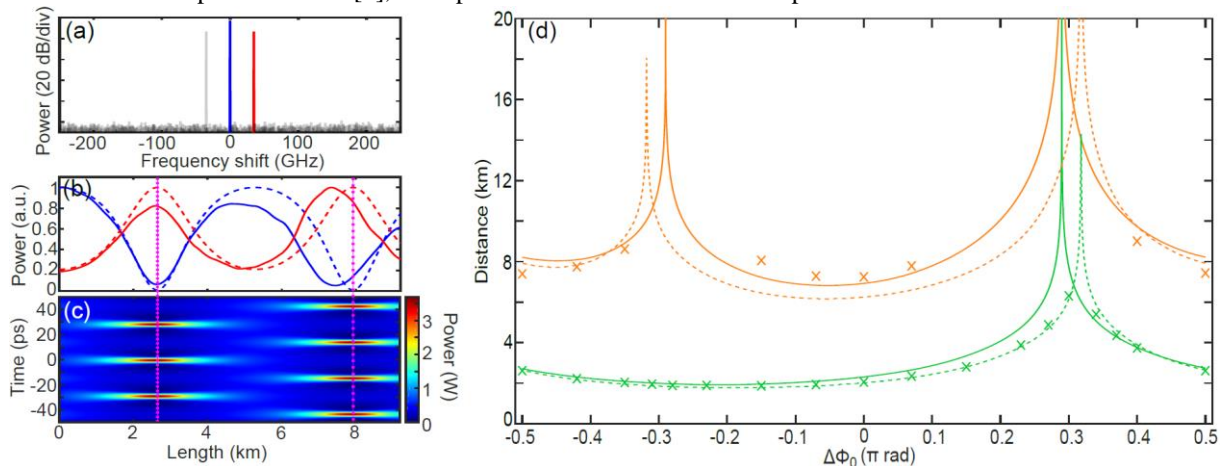 (a)
Power (20 dB/div)
-200 -100 0 100 200
Frequency shift (GHz)
(b)
Power (a.u.)
1
0.8
0.6
0.4
0.2
0
(c)
Time (ps)
40
20
0
-20
-40
0 2 4 6 8
Length (km)
3
2
1
0
Power (W)
(d)
Distance (km)
20
16
12
8
4
0
-0.5 -0.4 -0.3 -0.2 -0.1 0 0.1 0.2 0.3 0.4 0.5
ΔΦ0 (π rad)